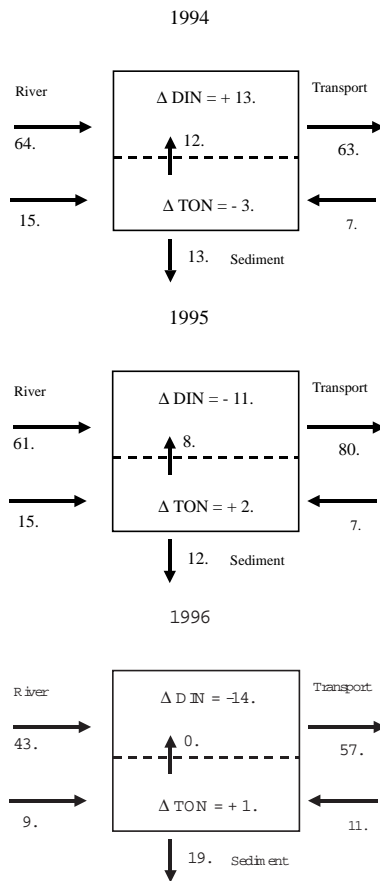 1994
River
Δ DIN = + 13.
Transport
64.
12.
63.
15.
Δ TON = - 3.
7.
13. Sediment
1995
River
Δ DIN = - 11.
Transport
61.
8.
80.
15.
Δ TON = + 2.
7.
12. Sediment
1996
River
Δ DIN = -14.
Transport
43.
0.
57.
9.
Δ TON = + 1.
11.
19. Sediment